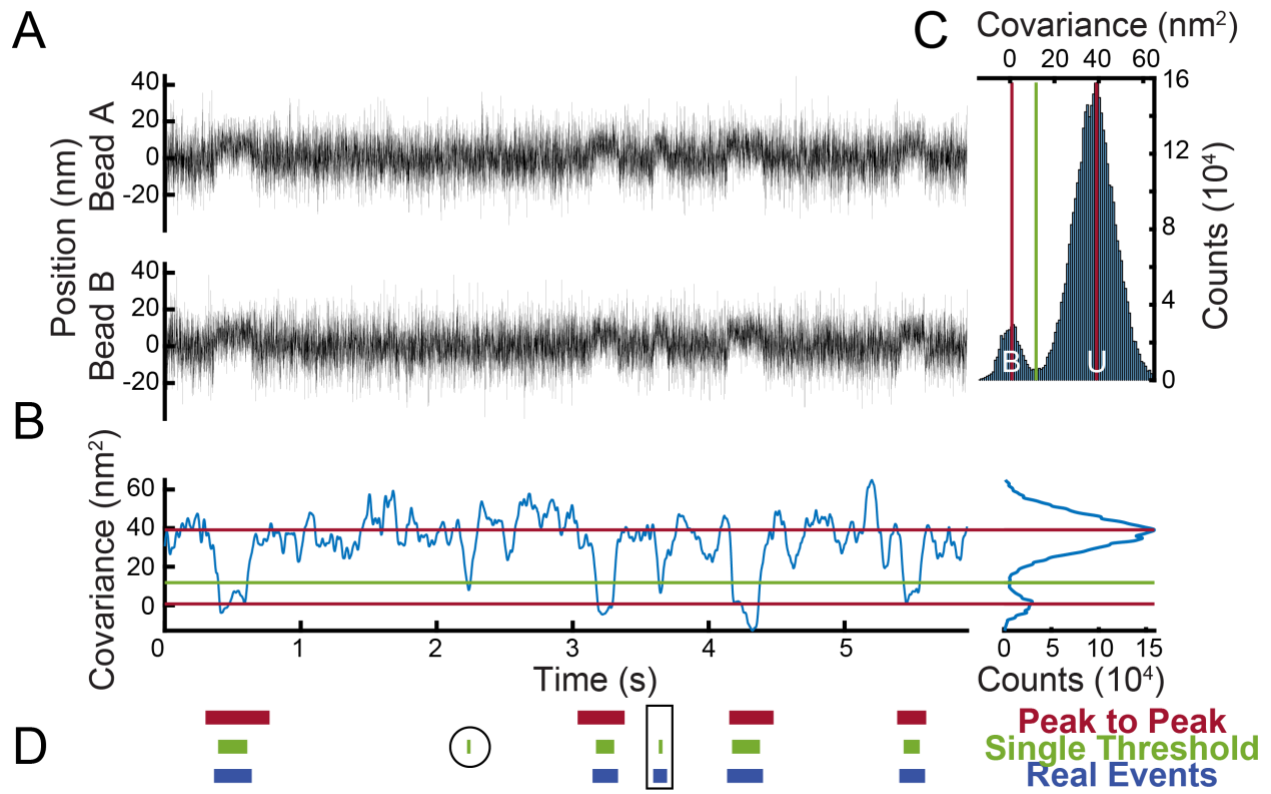 A
C
Covariance (nm²)
0 20 40 60
Position (nm)
Bead A
40
20
0
-20
Bead B
40
20
0
-20
16
12
8
4
0
Counts (10⁴)
B
U
B
Covariance (nm²)
60
40
20
0
0 1 2 3 4 5
Time (s)
0 5 10 15
Counts (10⁴)
D
Peak to Peak
Single Threshold
Real Events